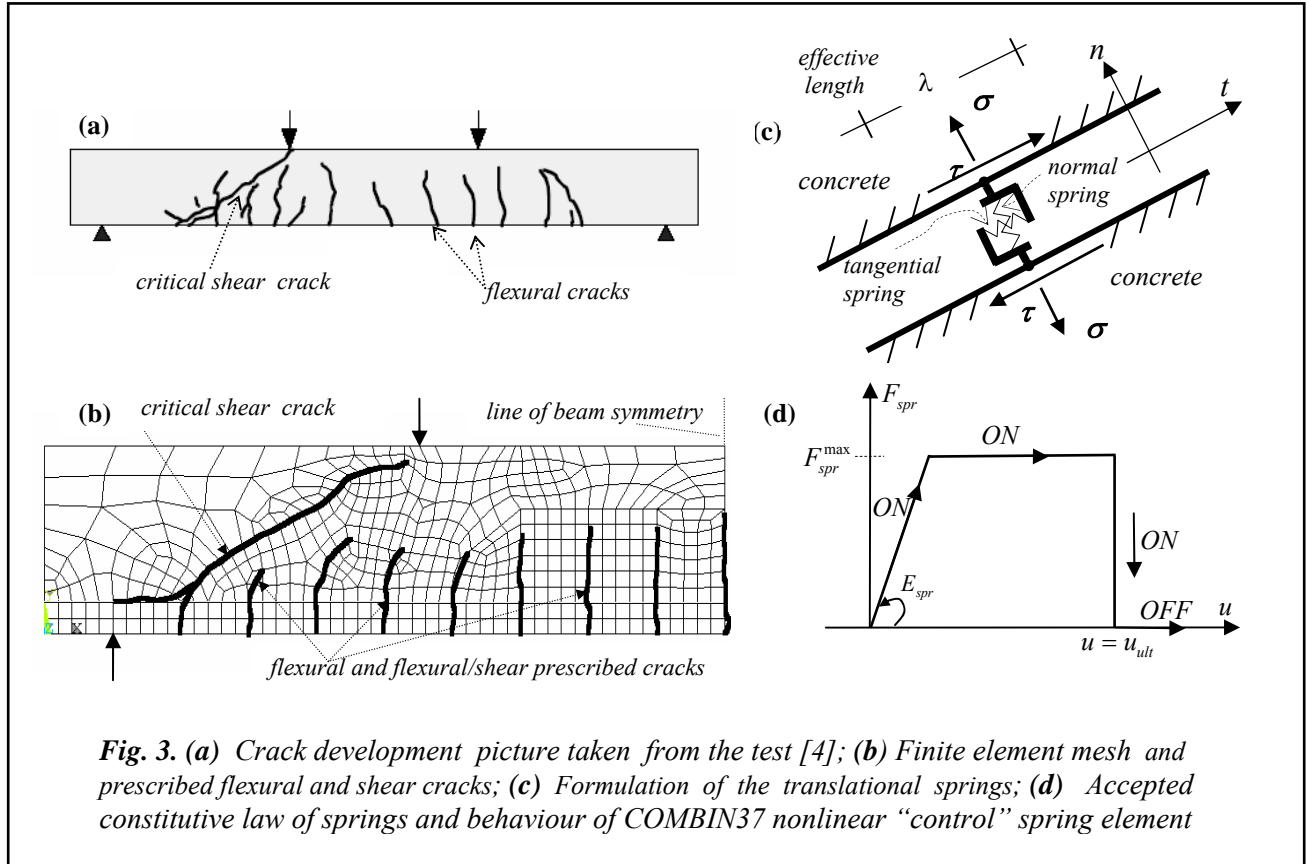 (a)
critical shear crack
flexural cracks
effective
length
λ
n
t
σ
(c)
τ
concrete
normal
spring
tangential
spring
concrete
τ
σ
(b)
critical shear crack
line of beam symmetry
z
x
flexural and flexural/shear prescribed cracks
(d)
F_spr
F_spr^max
ON
ON
ON
E_spr
OFF
u
u = u_ult
Fig. 3. (a) Crack development picture taken from the test [4]; (b) Finite element mesh and
prescribed flexural and shear cracks; (c) Formulation of the translational springs; (d) Accepted
constitutive law of springs and behaviour of COMBIN37 nonlinear “control” spring element